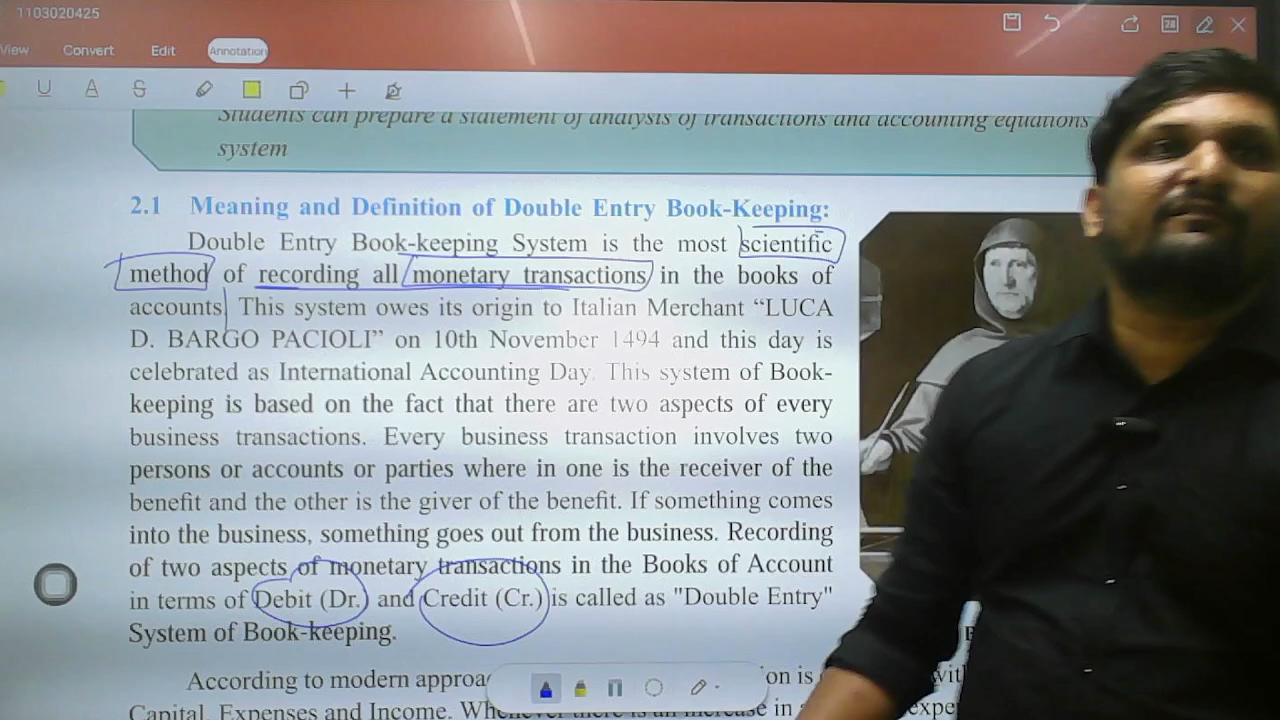 1103020425
View Convert Edit Annotation
28
Students can prepare a statement of analysis of transactions and accounting equations
system
2.1 Meaning and Definition of Double Entry Book-Keeping:
Double Entry Book-keeping System is the most scientific
method of recording all monetary transactions in the books of
accounts. This system owes its origin to Italian Merchant “LUCA
D. BARGO PACIOLI” on 10th November 1494 and this day is
celebrated as International Accounting Day. This system of Book-
keeping is based on the fact that there are two aspects of every
business transactions. Every business transaction involves two
persons or accounts or parties where in one is the receiver of the
benefit and the other is the giver of the benefit. If something comes
into the business, something goes out from the business. Recording
of two aspects of monetary transactions in the Books of Account
in terms of Debit (Dr.) and Credit (Cr.) is called as "Double Entry"
System of Book-keeping.
According to modern is
Capital, Expenses and Income. in